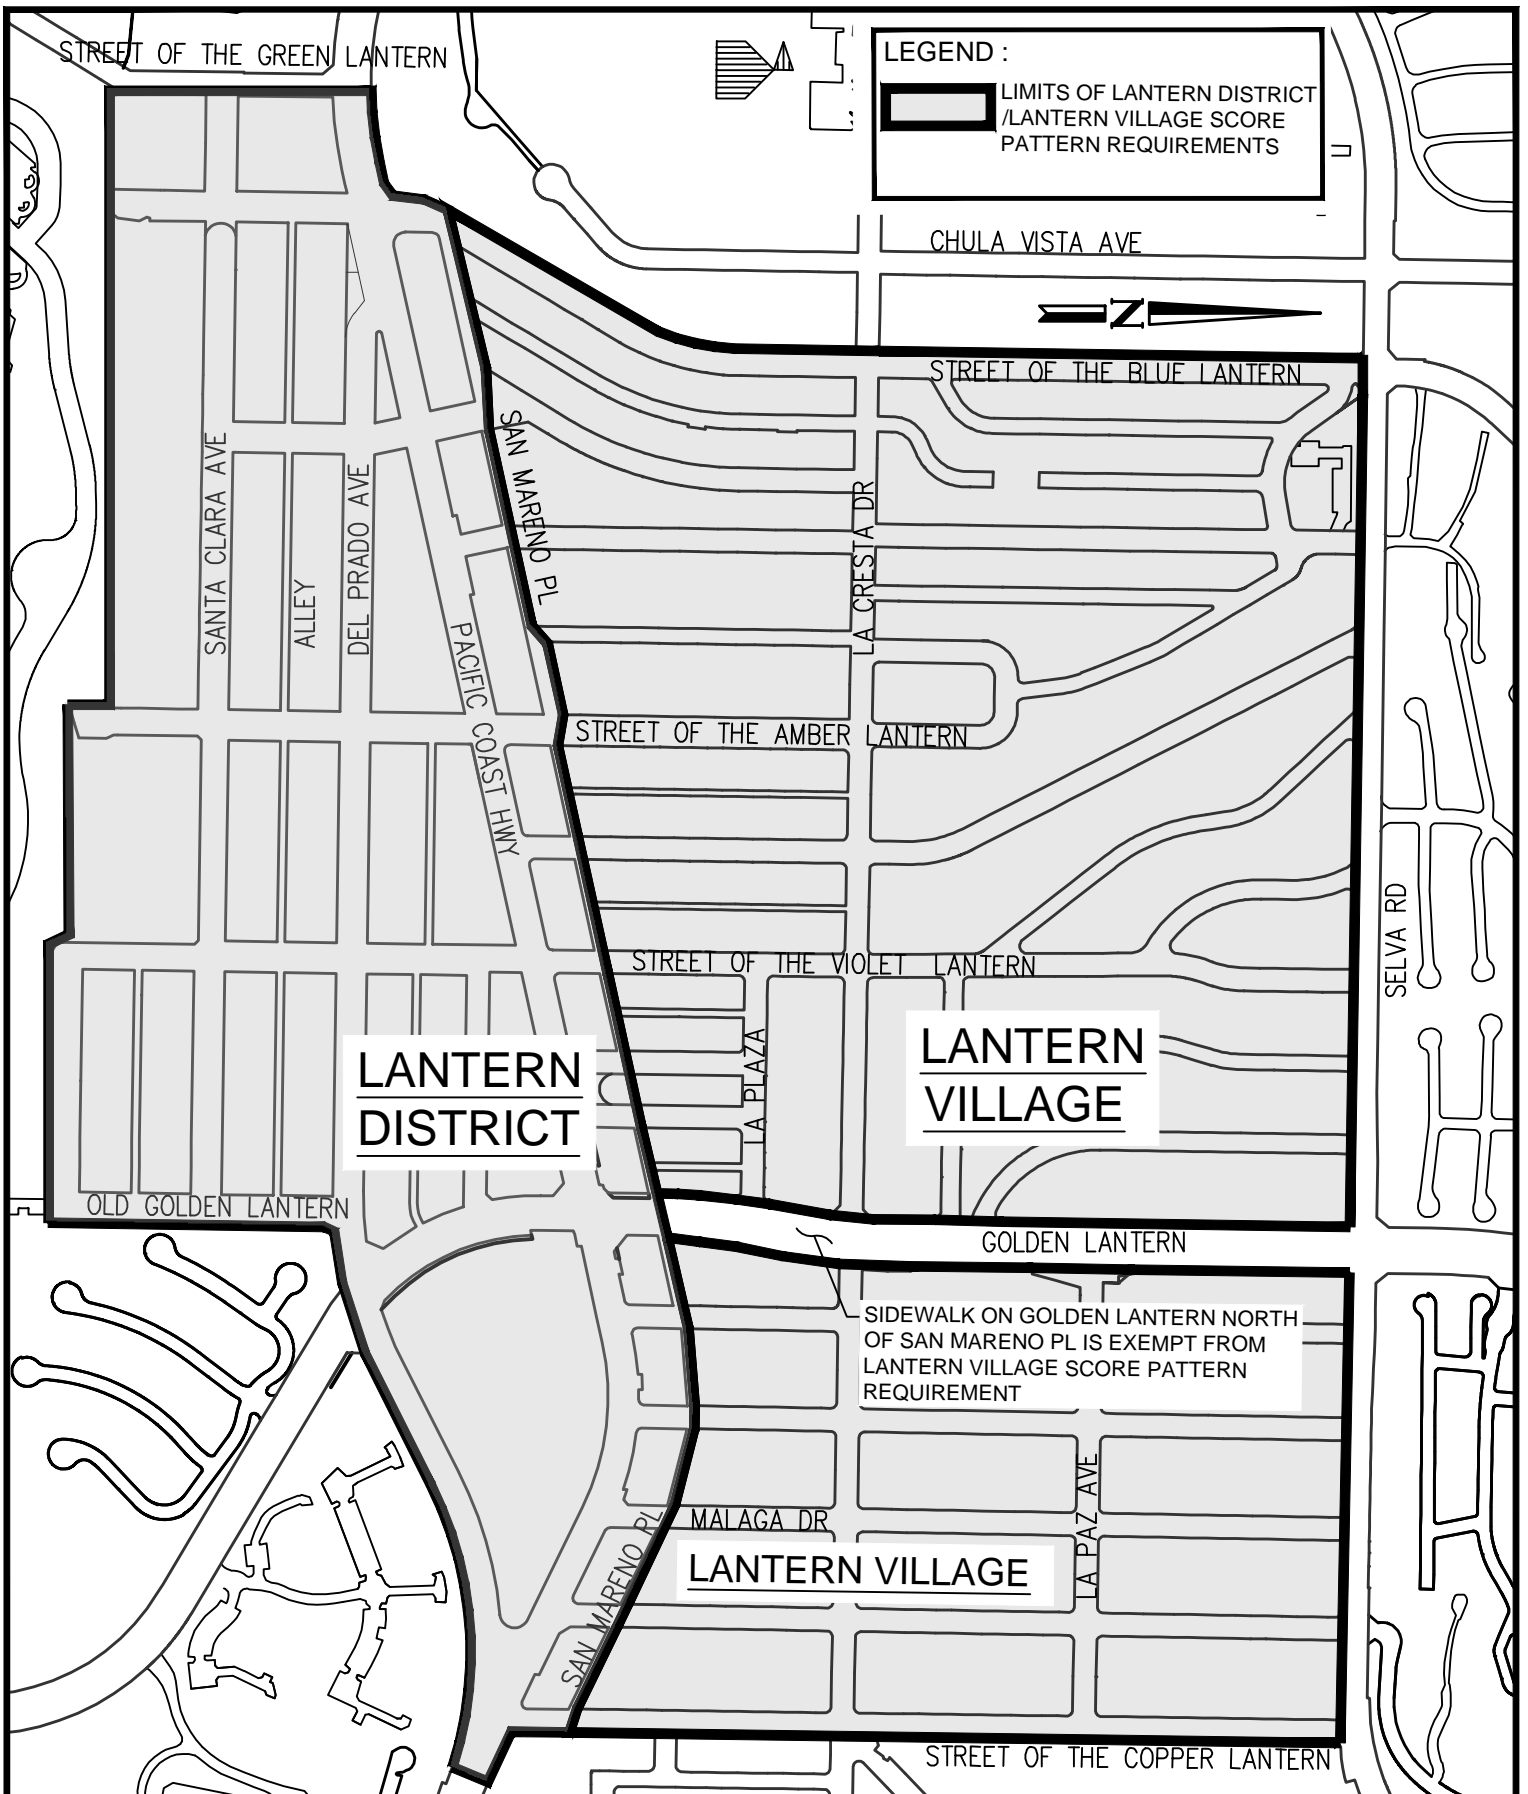 STREET OF THE GREEN LANTERN
LEGEND :
LIMITS OF LANTERN DISTRICT
/LANTERN VILLAGE SCORE
PATTERN REQUIREMENTS
CHULA VISTA AVE
N
STREET OF THE BLUE LANTERN
SAN MARENO PL
SANTA CLARA AVE
ALLEY
DEL PRADO AVE
LA CRESTA DR
PACIFIC COAST HWY
STREET OF THE AMBER LANTERN
SELVA RD
STREET OF THE VIOLET LANTERN
LA PLAZA
LANTERN
DISTRICT
LANTERN
VILLAGE
OLD GOLDEN LANTERN
GOLDEN LANTERN
SIDEWALK ON GOLDEN LANTERN NORTH
OF SAN MARENO PL IS EXEMPT FROM
LANTERN VILLAGE SCORE PATTERN
REQUIREMENT
LA PAZ AVE
MALAGA DR
SAN MARENO PL
LANTERN VILLAGE
STREET OF THE COPPER LANTERN